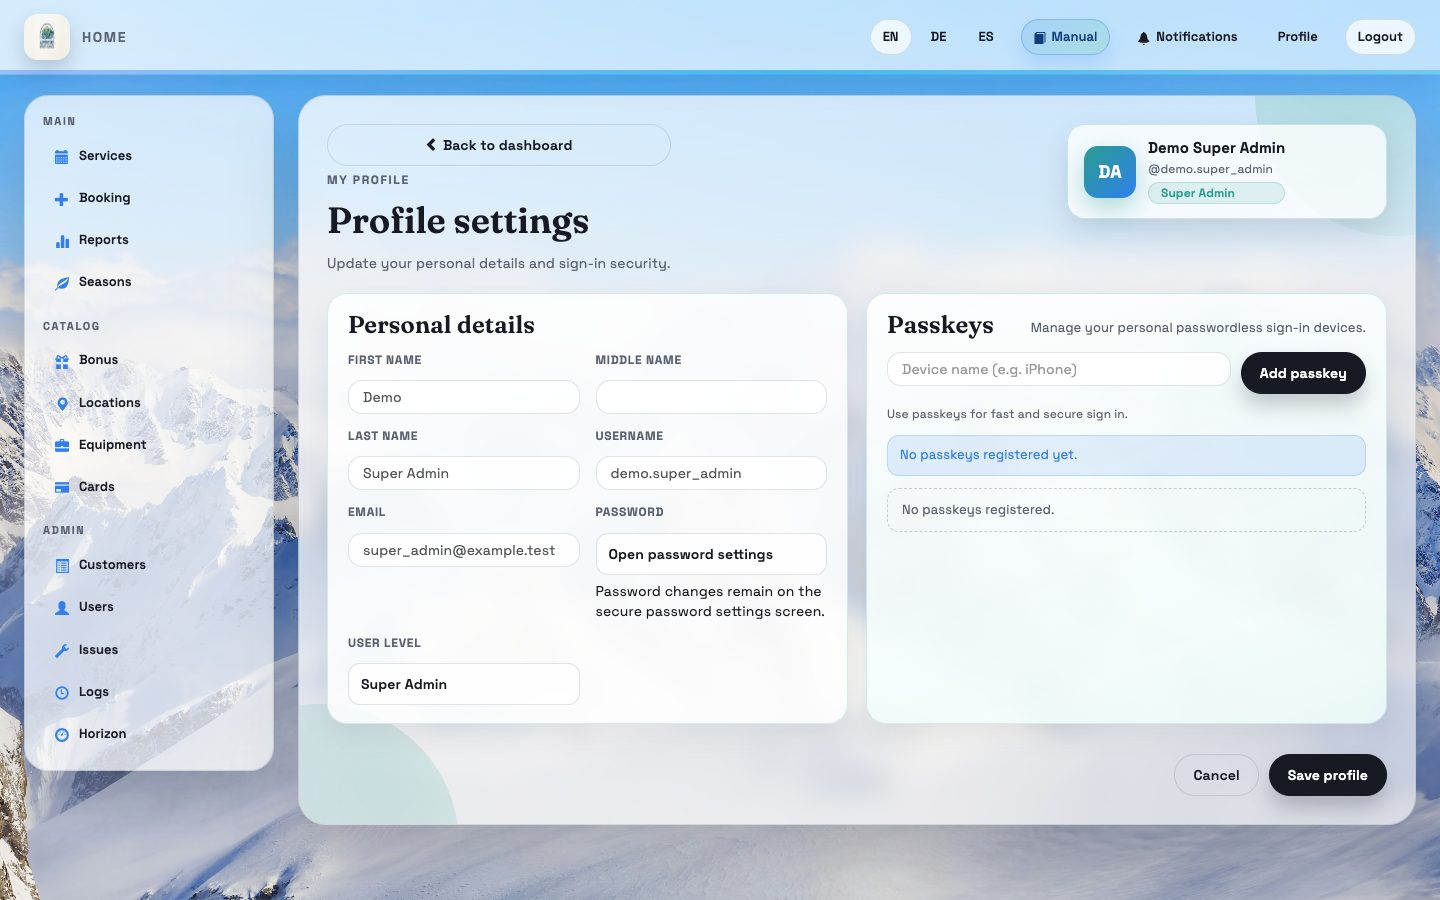 HOME
EN
DE
ES
Manual
Notifications
Profile
Logout
MAIN
Services
Booking
Reports
Seasons
CATALOG
Bonus
Locations
Equipment
Cards
ADMIN
Customers
Users
Issues
Logs
Horizon
Back to dashboard
MY PROFILE
Profile settings
Update your personal details and sign-in security.
DA
Demo Super Admin
@demo.super_admin
Super Admin
Personal details
FIRST NAME
Demo
MIDDLE NAME
LAST NAME
Super Admin
USERNAME
demo.super_admin
EMAIL
super_admin@example.test
PASSWORD
Open password settings
Password changes remain on the
secure password settings screen.
USER LEVEL
Super Admin
Passkeys
Manage your personal passwordless sign-in devices.
Device name (e.g. iPhone)
Add passkey
Use passkeys for fast and secure sign in.
No passkeys registered yet.
No passkeys registered.
Cancel
Save profile